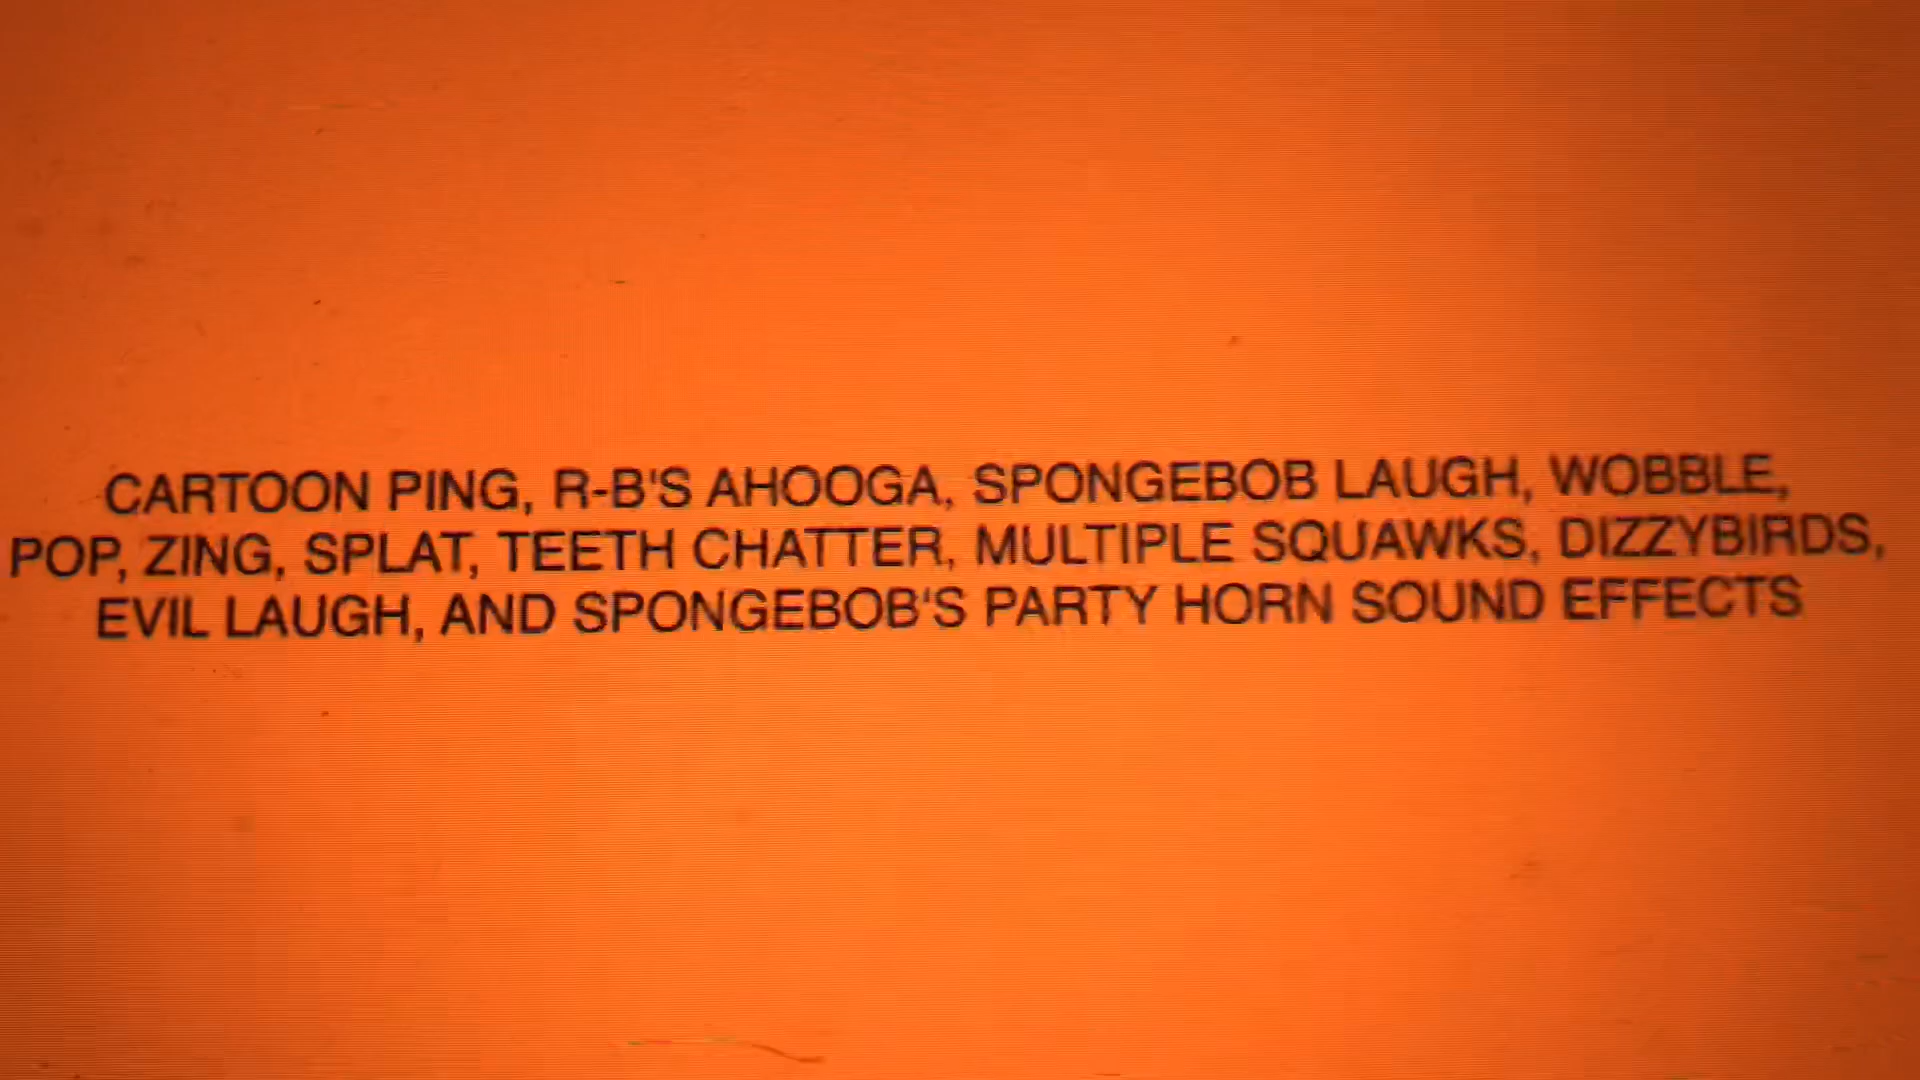 CARTOON PING, R-B'S AHOOGA, SPONGEBOB LAUGH, WOBBLE,
POP, ZING, SPLAT, TEETH CHATTER, MULTIPLE SQUAWKS, DIZZYBIRDS,
EVIL LAUGH, AND SPONGEBOB'S PARTY HORN SOUND EFFECTS